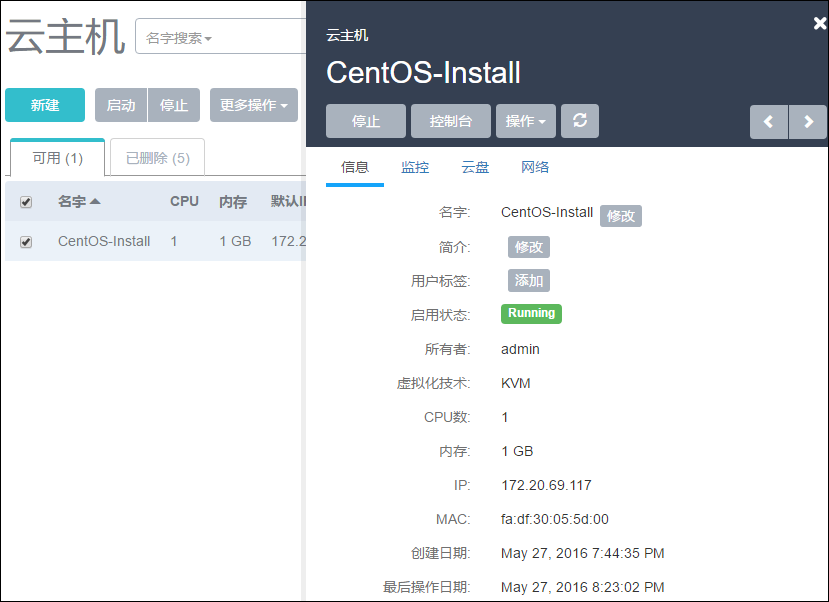 云主机
名字搜索
新建
启动
停止
更多操作
可用 (1)
已删除 (5)
名字
CPU
内存
默认I
CentOS-Install
1
1 GB
172.2
云主机
CentOS-Install
停止
控制台
操作
信息
监控
云盘
网络
名字: CentOS-Install 修改
简介: 修改
用户标签: 添加
启用状态: Running
所有者: admin
虚拟化技术: KVM
CPU数: 1
内存: 1 GB
IP: 172.20.69.117
MAC: fa:df:30:05:5d:00
创建日期: May 27, 2016 7:44:35 PM
最后操作日期: May 27, 2016 8:23:02 PM